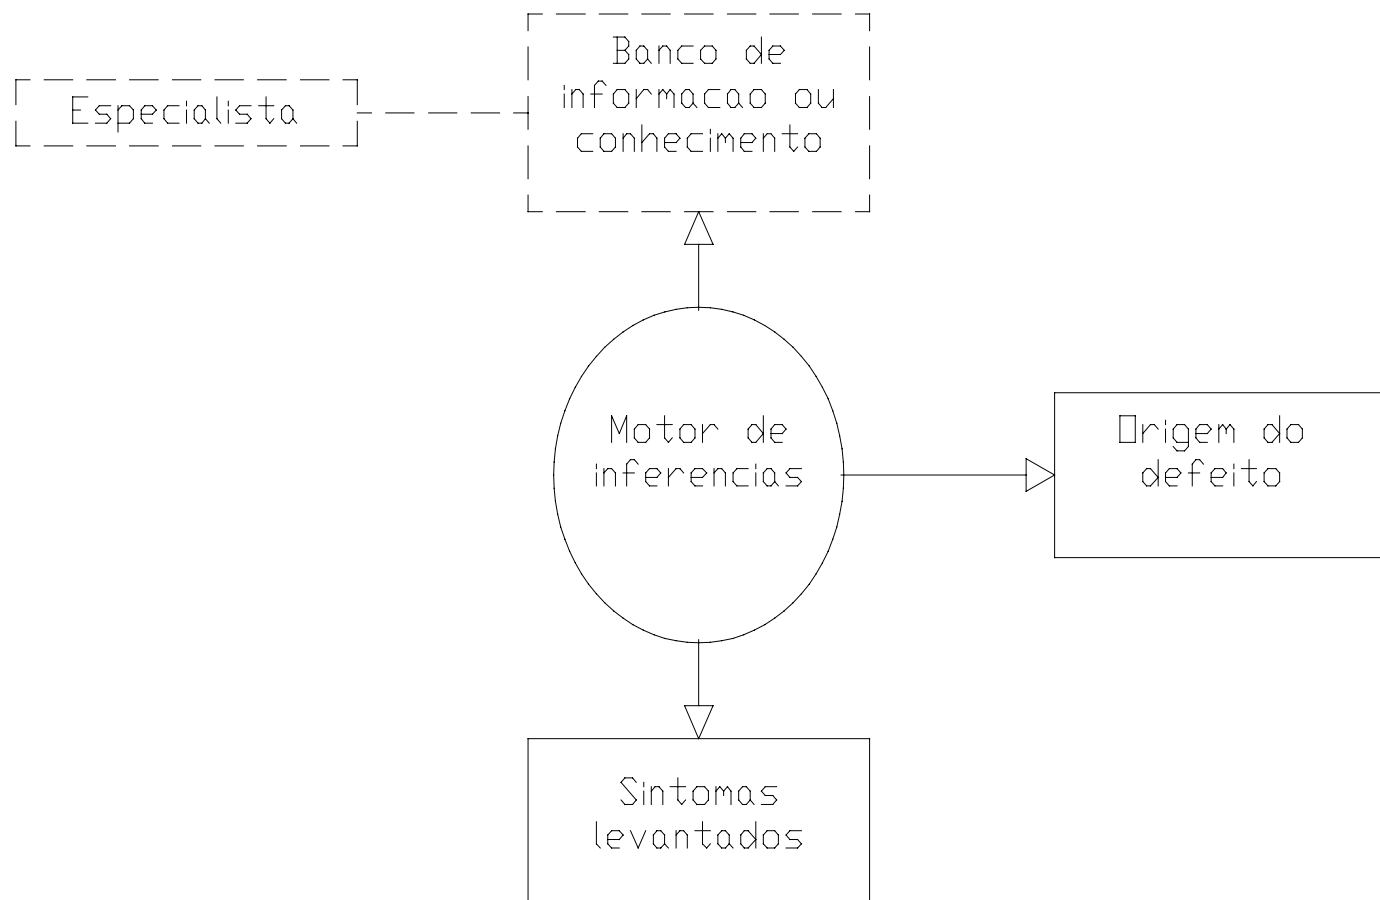 Banco de
informacao ou
conhecimento
Especialista
Motor de
inferencias
Origem do
defeito
Sintomas
levantados